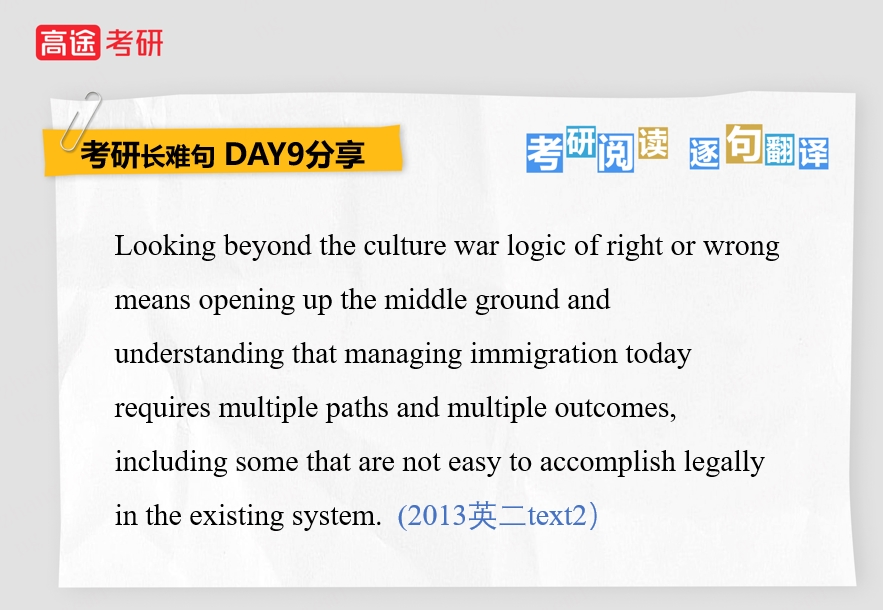 高途考研
考研长难句 DAY9分享
考研阅读 逐句翻译
Looking beyond the culture war logic of right or wrong
means opening up the middle ground and
understanding that managing immigration today
requires multiple paths and multiple outcomes,
including some that are not easy to accomplish legally
in the existing system. (2013英二text2）